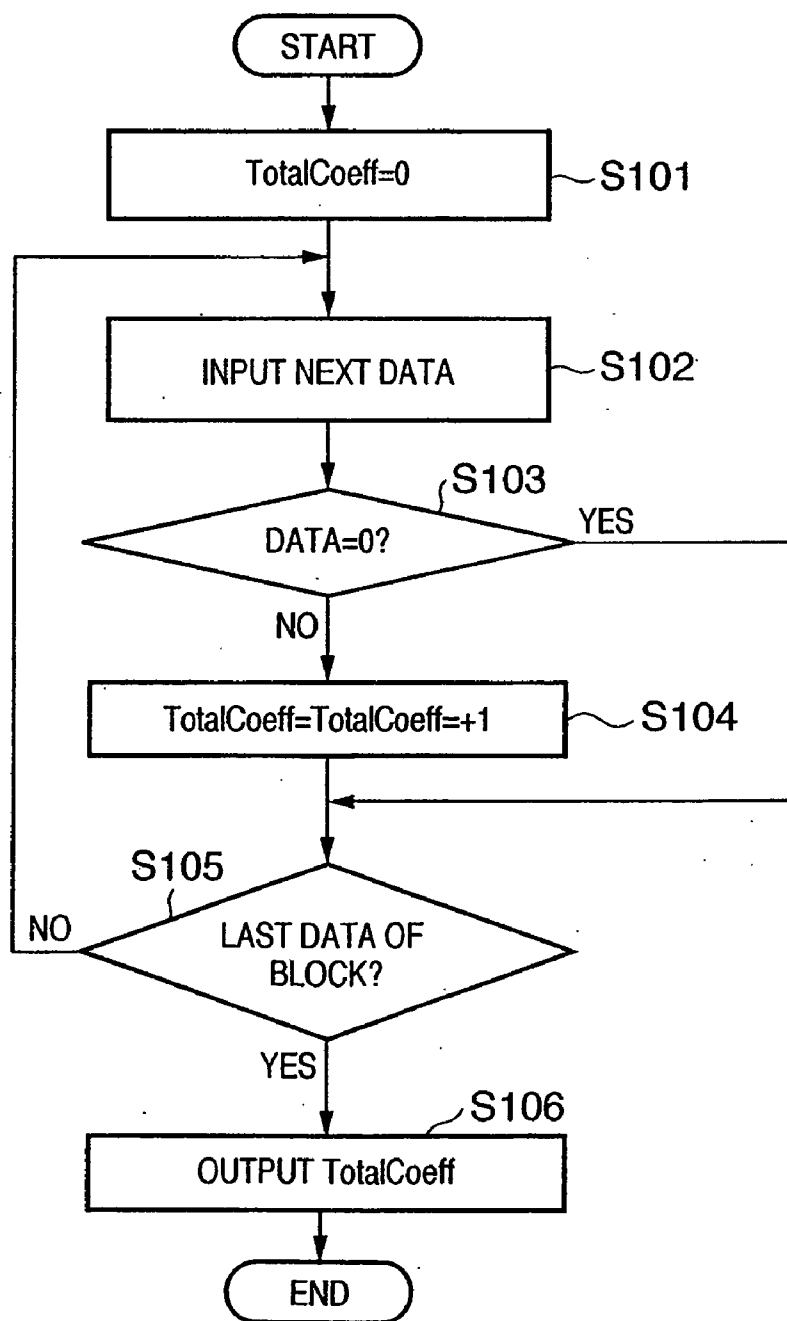 START
TotalCoeff=0
S101
INPUT NEXT DATA
S102
S103
DATA=0?
YES
NO
TotalCoeff=TotalCoeff=+1
S104
S105
NO
LAST DATA OF
BLOCK?
YES
S106
OUTPUT TotalCoeff
END